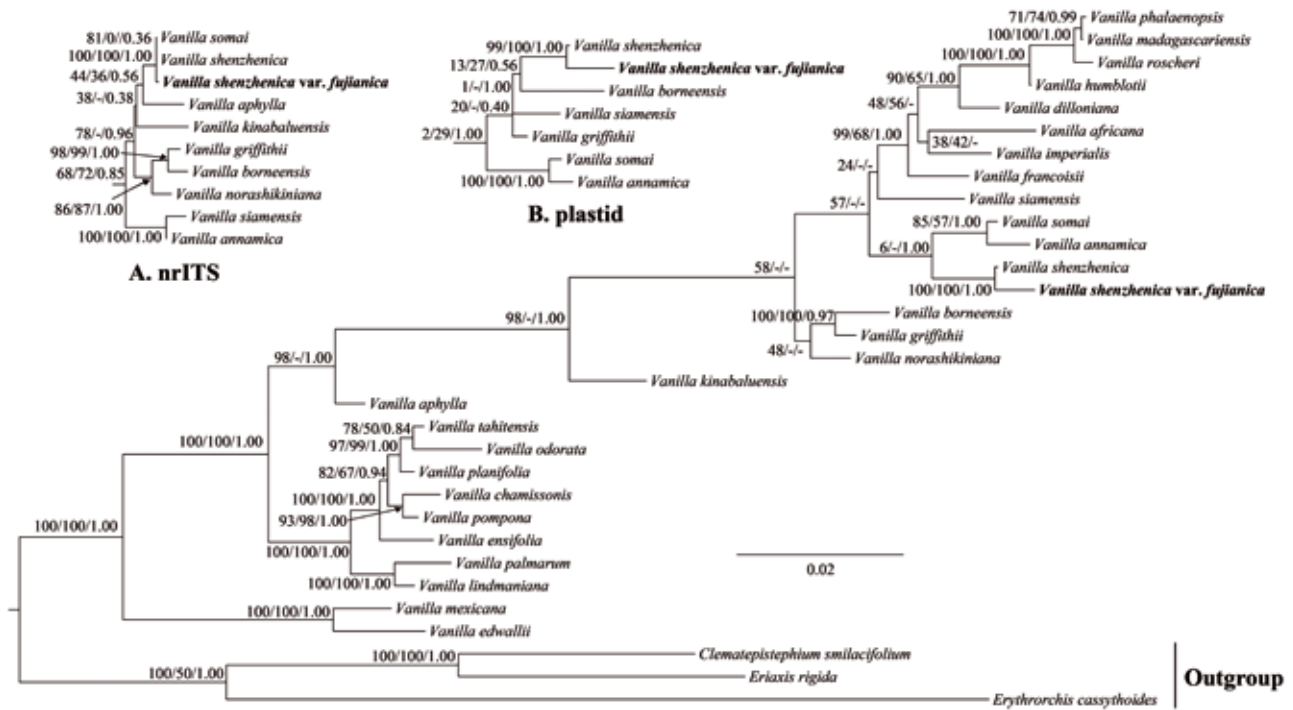 81/0//0.36 Vanilla somai
100/100/1.00 Vanilla shenzhenica
44/36/0.56 Vanilla shenzhenica var. fujianica
38/-/0.38 Vanilla aphylla
Vanilla kinabaluensis
78/-/0.96
98/99/1.00 Vanilla griffithii
68/72/0.85 Vanilla borneensis
Vanilla norashikiniana
86/87/1.00
Vanilla siamensis
100/100/1.00 Vanilla annamica
A. nrITS
99/100/1.00 Vanilla shenzhenica
13/27/0.56 Vanilla shenzhenica var. fujianica
1/-/1.00 Vanilla borneensis
20/-/0.40 Vanilla siamensis
2/29/1.00 Vanilla griffithii
Vanilla somai
100/100/1.00 Vanilla annamica
B. plastid
71/74/0.99 Vanilla phalaenopsis
100/100/1.00 Vanilla madagascariensis
100/100/1.00 Vanilla roscheri
90/65/1.00 Vanilla humblotii
48/56/- Vanilla dilloniana
99/68/1.00 Vanilla africana
38/42/- Vanilla imperialis
24/-/- Vanilla francoisii
57/-/- Vanilla siamensis
85/57/1.00 Vanilla somai
6/-/1.00 Vanilla annamica
58/-/- Vanilla shenzhenica
100/100/1.00 Vanilla shenzhenica var. fujianica
100/100/0.97 Vanilla borneensis
98/-/1.00 Vanilla griffithii
48/-/- Vanilla norashikiniana
98/-/1.00 Vanilla kinabaluensis
Vanilla aphylla
78/50/0.84 Vanilla tahitensis
100/100/1.00 97/99/1.00 Vanilla odorata
82/67/0.94 Vanilla planifolia
100/100/1.00 Vanilla chamissonis
93/98/1.00 Vanilla pompona
100/100/1.00 Vanilla ensifolia
100/100/1.00 Vanilla palmarum
100/100/1.00 Vanilla lindmaniana
0.02
100/100/1.00 Vanilla mexicana
Vanilla edwallii
100/100/1.00 Clematepistephium smilacifolium
100/50/1.00 Eriaxis rigida
Erythrorchis cassythoides
Outgroup